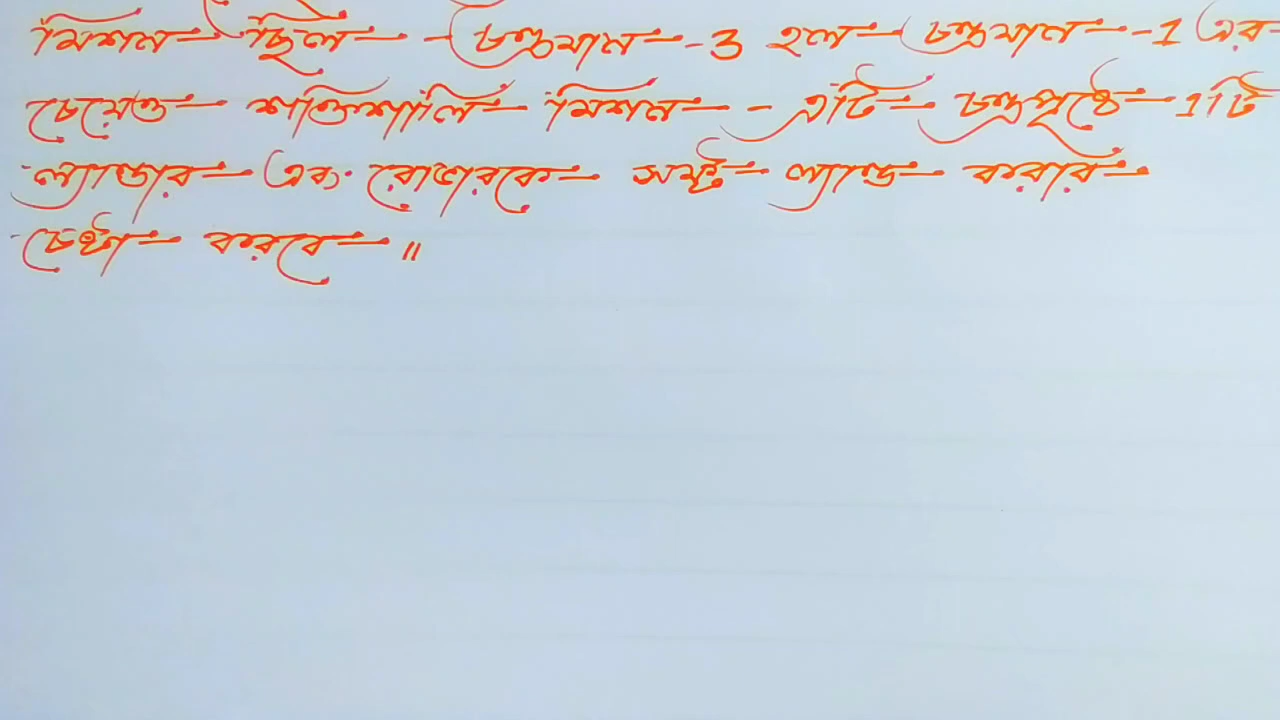 মিশন ছিল - চন্দ্রযান-3 হল চন্দ্রযান-1 এর
চেয়েও শক্তিশালি মিশন - এটি চন্দ্রপৃষ্ঠে 1টি
ল্যান্ডার এবং রোভারকে সফ্ট ল্যান্ড করার
চেষ্টা করবে ॥